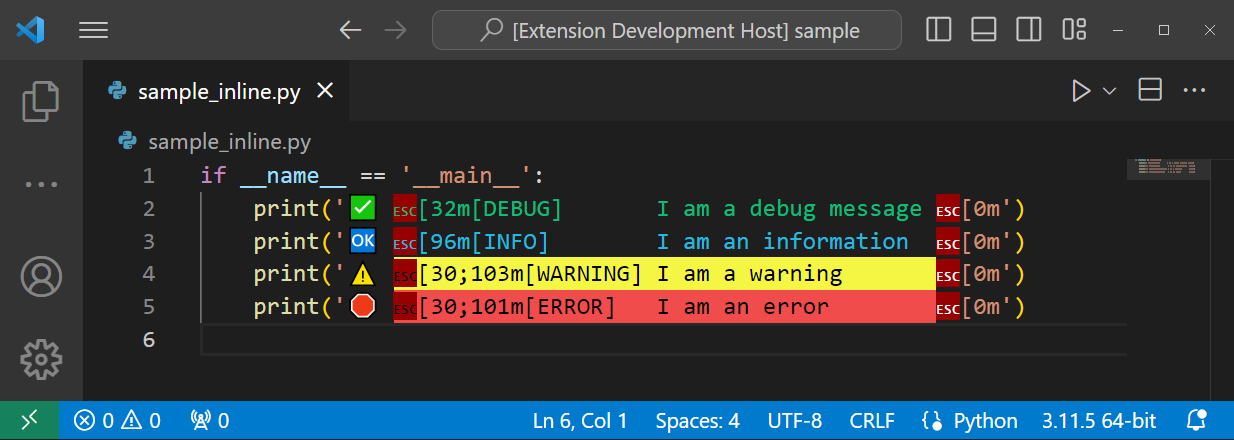 [Extension Development Host] sample
sample_inline.py
sample_inline.py
1 if __name__ == '__main__':
2     print('✅ ESC[32m[DEBUG]       I am a debug message ESC[0m')
3     print('🆗 ESC[96m[INFO]        I am an information  ESC[0m')
4     print('⚠️ ESC[30;103m[WARNING] I am a warning       ESC[0m')
5     print('🛑 ESC[30;101m[ERROR]   I am an error        ESC[0m')
6
0 0 0 Ln 6, Col 1 Spaces: 4 UTF-8 CRLF Python 3.11.5 64-bit